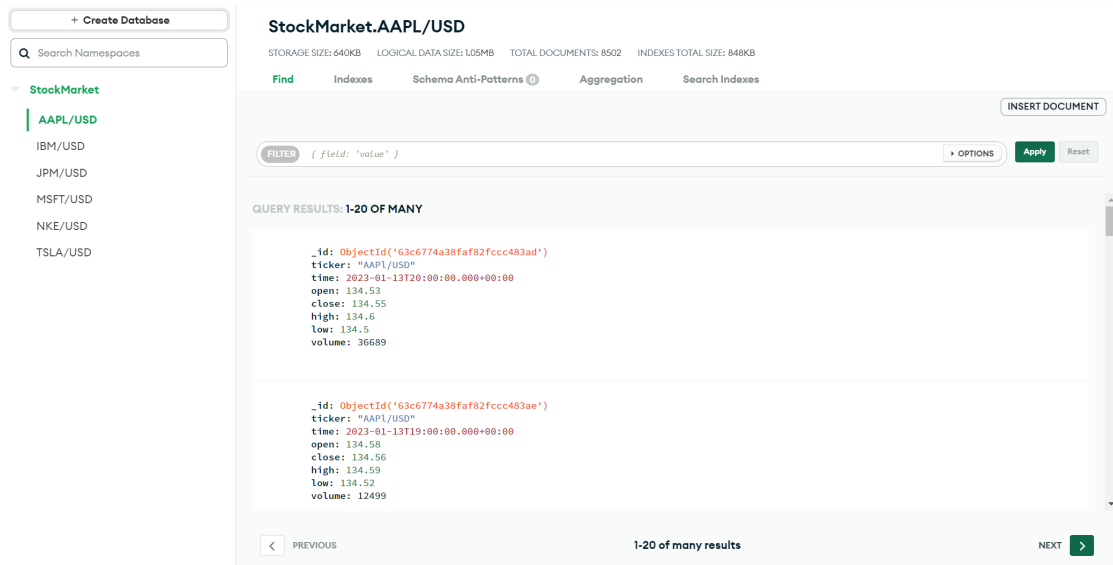 + Create Database
Search Namespaces
StockMarket
AAPL/USD
IBM/USD
JPM/USD
MSFT/USD
NKE/USD
TSLA/USD
StockMarket.AAPL/USD
STORAGE SIZE: 640KB LOGICAL DATA SIZE: 1.05MB TOTAL DOCUMENTS: 8502 INDEXES TOTAL SIZE: 848KB
Find Indexes Schema Anti-Patterns 0 Aggregation Search Indexes
INSERT DOCUMENT
FILTER { field: 'value' } OPTIONS Apply Reset
QUERY RESULTS: 1-20 OF MANY
_id: ObjectId('63c6774a38faf82fccc483ad')
ticker: "AAPl/USD"
time: 2023-01-13T20:00:00.000+00:00
open: 134.53
close: 134.55
high: 134.6
low: 134.5
volume: 36689
_id: ObjectId('63c6774a38faf82fccc483ae')
ticker: "AAPl/USD"
time: 2023-01-13T19:00:00.000+00:00
open: 134.58
close: 134.56
high: 134.59
low: 134.52
volume: 12499
PREVIOUS 1-20 of many results NEXT